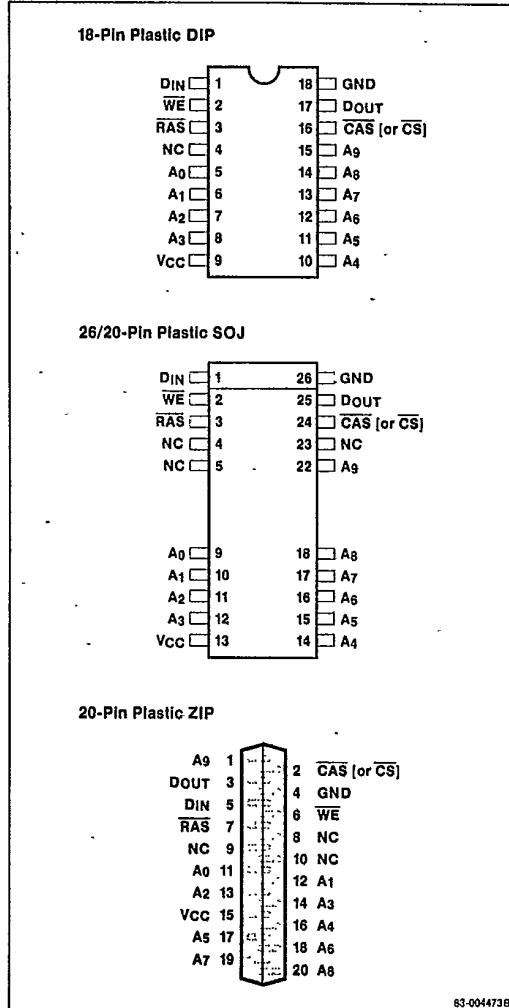 18-Pin Plastic DIP
DIN 1 18 GND
WE 2 17 DOUT
RAS 3 16 CAS [or CS]
NC 4 15 A9
A0 5 14 A8
A1 6 13 A7
A2 7 12 A6
A3 8 11 A5
VCC 9 10 A4
26/20-Pin Plastic SOJ
DIN 1 26 GND
WE 2 25 DOUT
RAS 3 24 CAS [or CS]
NC 4 23 NC
NC 5 22 A9
A0 9 18 A8
A1 10 17 A7
A2 11 16 A6
A3 12 15 A5
VCC 13 14 A4
20-Pin Plastic ZIP
A9 1
2 CAS [or CS]
DOUT 3
4 GND
DIN 5
6 WE
RAS 7
8 NC
NC 9
10 NC
A0 11
12 A1
A2 13
14 A3
VCC 15
16 A4
A5 17
18 A6
A7 19
20 A8
83-004473B